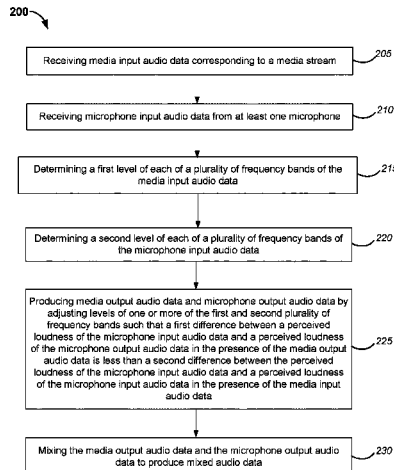 200
Receiving media input audio data corresponding to a media stream
205
Receiving microphone input audio data from at least one microphone
210
Determining a first level of each of a plurality of frequency bands of the
media input audio data
215
Determining a second level of each of a plurality of frequency bands of
the microphone input audio data
220
Producing media output audio data and microphone output audio data by
adjusting levels of one or more of the first and second plurality of
frequency bands such that a first difference between a perceived
loudness of the microphone input audio data and a perceived loudness
of the microphone output audio data in the presence of the media output
audio data is less than a second difference between the perceived
loudness of the microphone input audio data and a perceived loudness
of the microphone input audio data in the presence of the media input
audio data
225
Mixing the media output audio data and the microphone output audio
data to produce mixed audio data
230